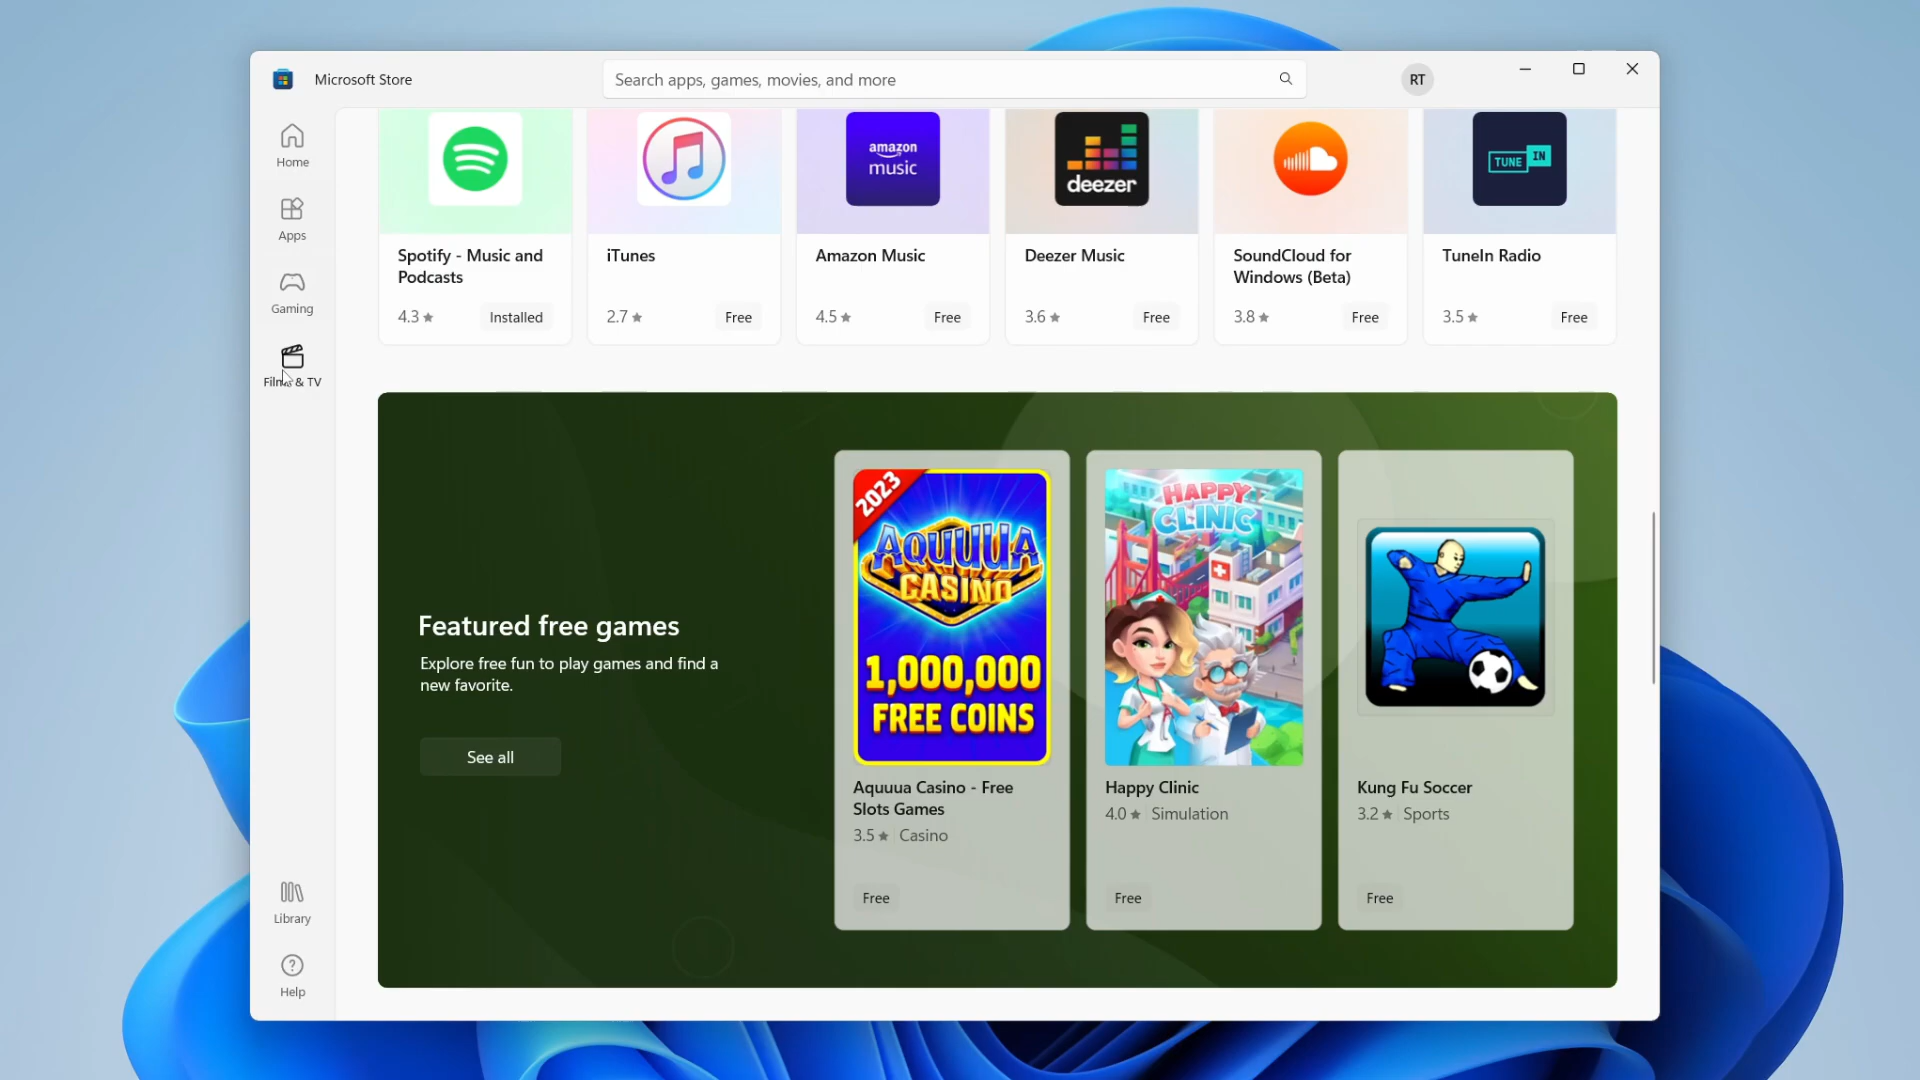 Microsoft Store
Search apps, games, movies, and more
RT
Home
Apps
Gaming
Films & TV
Library
Help
amazon
music
deezer
TUNE IN
Spotify - Music and
Podcasts
4.3
Installed
iTunes
2.7
Free
Amazon Music
4.5
Free
Deezer Music
3.6
Free
SoundCloud for
Windows (Beta)
3.8
Free
TuneIn Radio
3.5
Free
Featured free games
Explore free fun to play games and find a
new favorite.
See all
2023
AQUUUA
CASINO
1,000,000
FREE COINS
Aquuua Casino - Free
Slots Games
3.5 Casino
Free
HAPPY
CLINIC
Happy Clinic
4.0 Simulation
Free
Kung Fu Soccer
3.2 Sports
Free